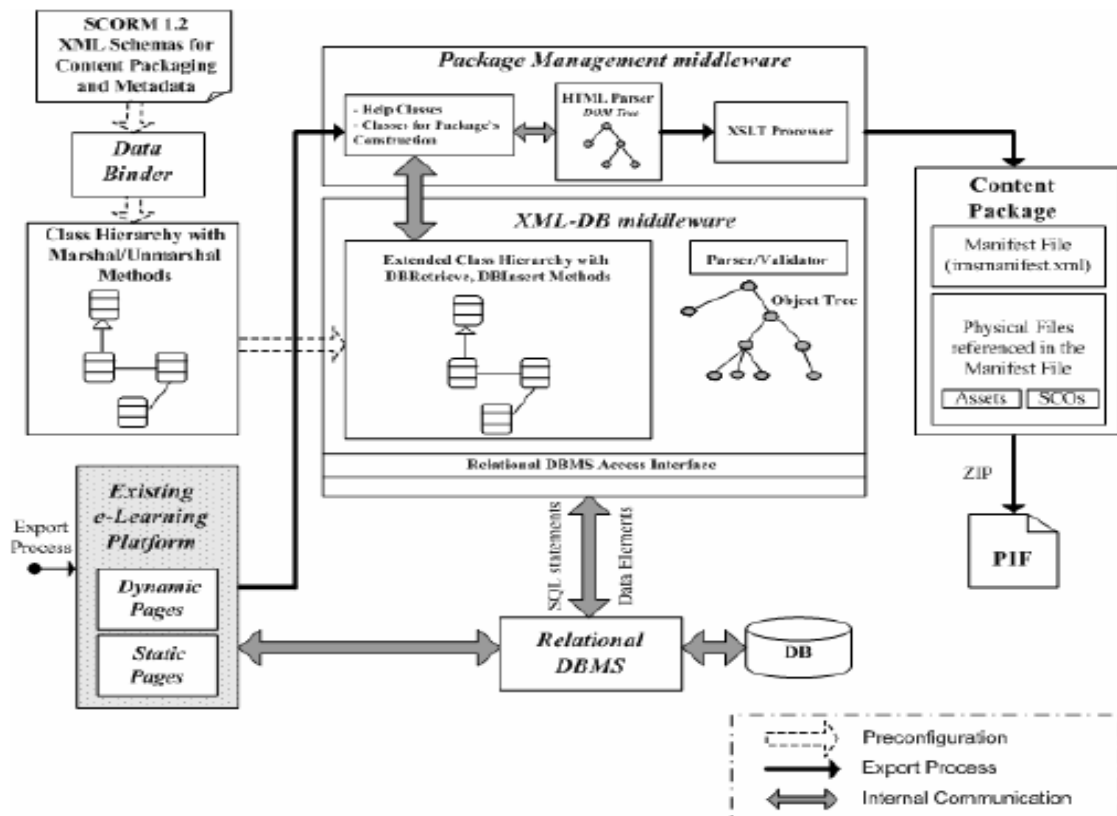 SCORM 1.2
XML Schemas for
Content Packaging
and Metadata
Data
Binder
Class Hierarchy with
Marshal/Unmarshal
Methods
Package Management middleware
- Help Classes
- Classes for Package's
Construction
HTML Parser
DOM Tree
XSLT Processor
XML-DB middleware
Extended Class Hierarchy with
DBRetrieve, DBInsert Methods
Parser/Validator
Object Tree
Relational DBMS Access Interface
Content
Package
Manifest File
(imsmanifest.xml)
Physical Files
referenced in the
Manifest File
Assets
SCOs
ZIP
PIF
Export
Process
Existing
e-Learning
Platform
Dynamic
Pages
Static
Pages
SQL statements
Data Elements
Relational
DBMS
DB
Preconfiguration
Export Process
Internal Communication